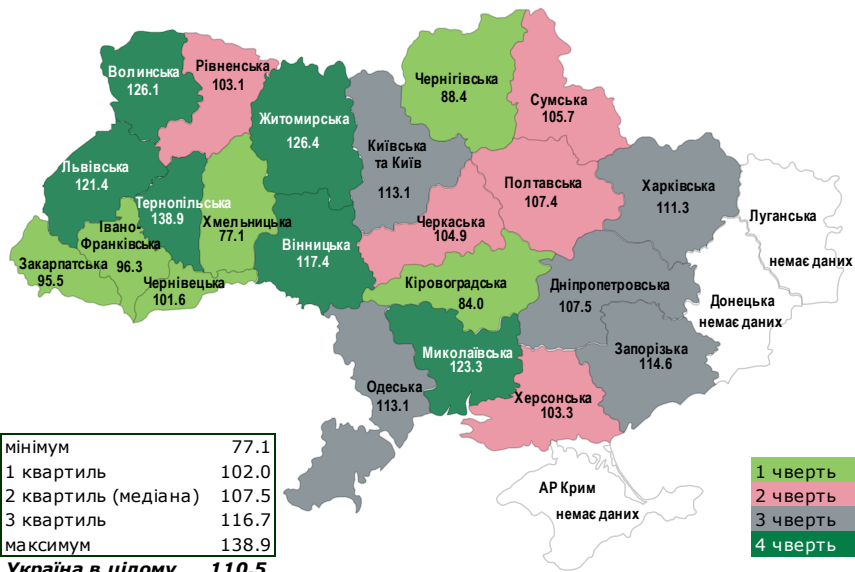 Волинська
126.1
Рівненська
103.1
Житомирська
126.4
Чернігівська
88.4
Сумська
105.7
Київська
та Київ
113.1
Львівська
121.4
Тернопільська
138.9
Хмельницька
77.1
Вінницька
117.4
Івано-
Франківська
96.3
Закарпатська
95.5
Чернівецька
101.6
Черкаська
104.9
Полтавська
107.4
Харківська
111.3
Луганська
немає даних
Донецька
немає даних
Кіровоградська
84.0
Дніпропетровська
107.5
Запорізька
114.6
Миколаївська
123.3
Одеська
113.1
Херсонська
103.3
АР Крим
немає даних
мінімум 77.1
1 квартиль 102.0
2 квартиль (медіана) 107.5
3 квартиль 116.7
максимум 138.9
Україна в цілому 110.5
1 чверть
2 чверть
3 чверть
4 чверть